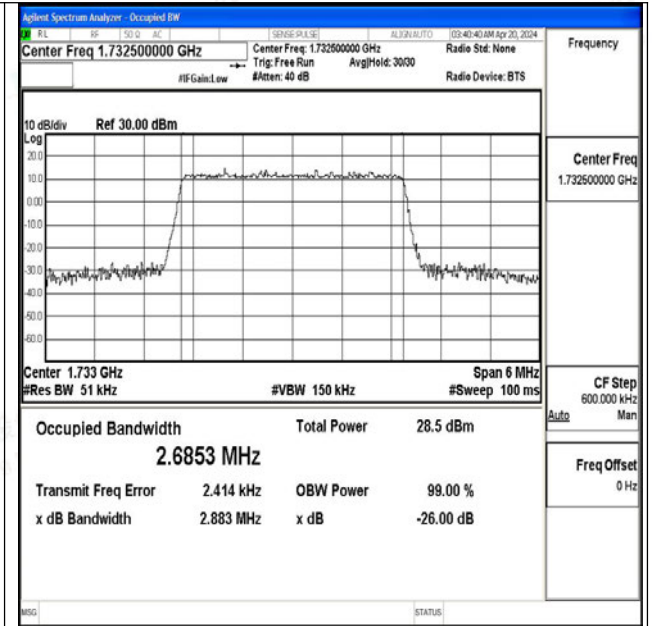 Agilent Spectrum Analyzer - Occupied BW
RL RF 50 Ω AC SENSE:PULSE ALIGN AUTO 03:40:40 AM Apr 20, 2024
Center Freq 1.732500000 GHz
Center Freq: 1.732500000 GHz
Radio Std: None
Trig: Free Run Avg|Hold: 30/30
#IFGain:Low
#Atten: 40 dB
Radio Device: BTS
Frequency
10 dB/div Ref 30.00 dBm
Log
20.0
10.0
0.00
-10.0
-20.0
-30.0
-40.0
-50.0
-60.0
Center Freq
1.732500000 GHz
Center 1.733 GHz
Span 6 MHz
#Res BW 51 kHz
#VBW 150 kHz
#Sweep 100 ms
CF Step
600.000 kHz
Auto Man
Occupied Bandwidth
Total Power 28.5 dBm
2.6853 MHz
Freq Offset
0 Hz
Transmit Freq Error 2.414 kHz OBW Power 99.00 %
x dB Bandwidth 2.883 MHz x dB -26.00 dB
MSG
STATUS